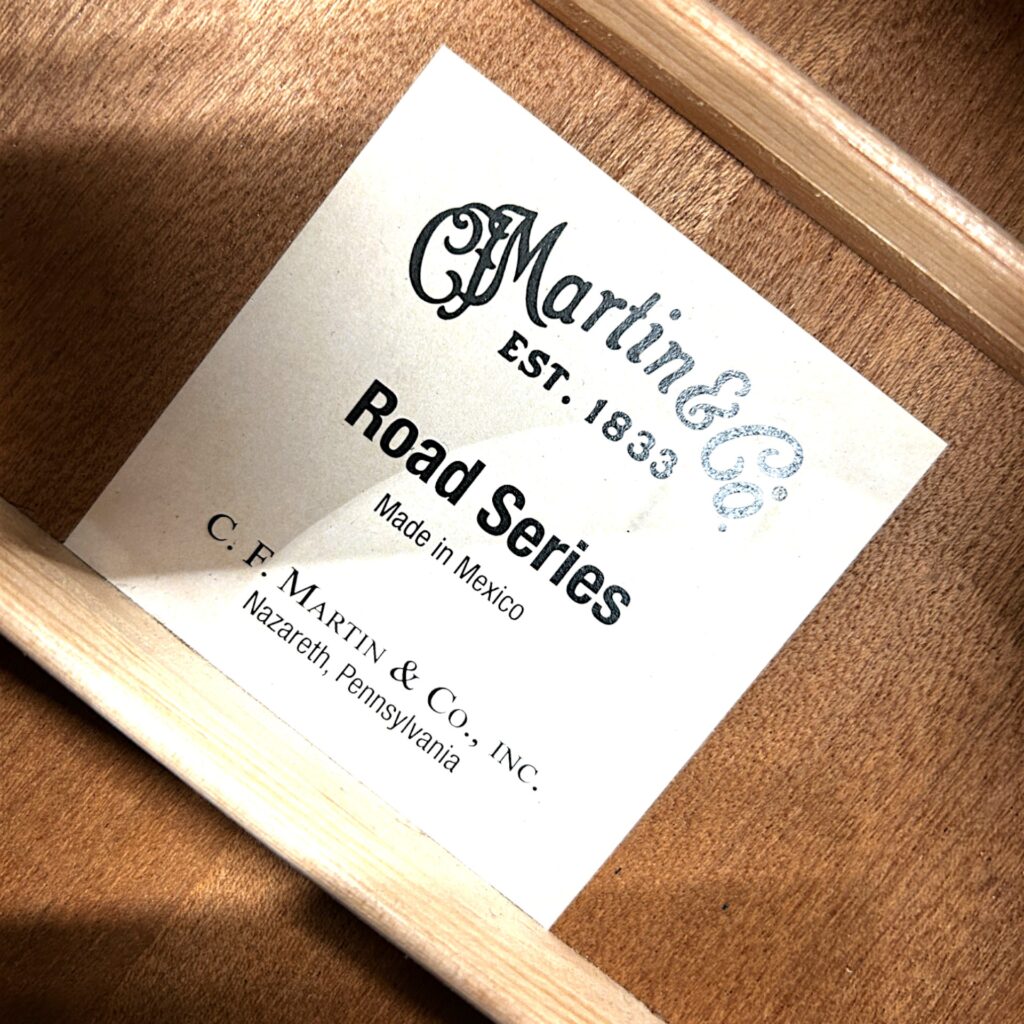 CFMartin & Co.®
EST. 1833
Road Series
Made in Mexico
C. F. MARTIN & CO., INC.
Nazareth, Pennsylvania